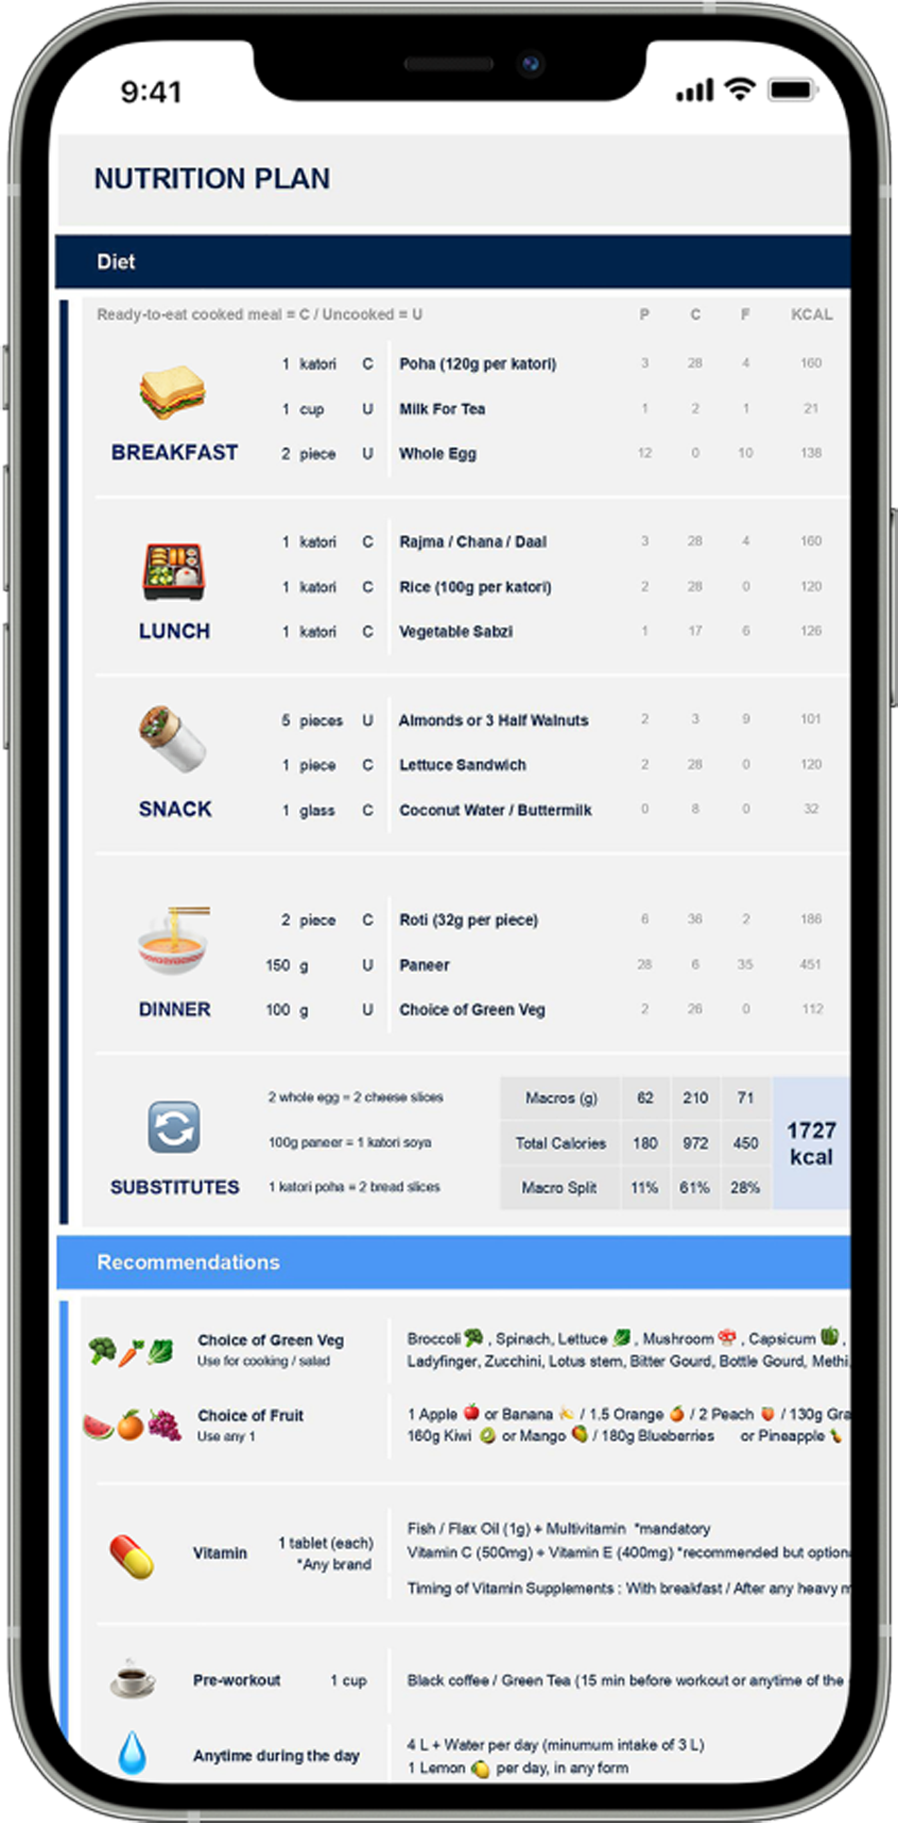 9:41
NUTRITION PLAN
Diet
Ready-to-eat cooked meal = C / Uncooked = U P C F KCAL
1 katori C Poha (120g per katori) 3 28 4 160
1 cup U Milk For Tea 1 2 1 21
BREAKFAST 2 piece U Whole Egg 12 0 10 138
1 katori C Rajma / Chana / Daal 3 28 4 160
1 katori C Rice (100g per katori) 2 28 0 120
LUNCH 1 katori C Vegetable Sabzi 1 17 6 126
5 pieces U Almonds or 3 Half Walnuts 2 3 9 101
1 piece C Lettuce Sandwich 2 28 0 120
SNACK 1 glass C Coconut Water / Buttermilk 0 8 0 32
2 piece C Roti (32g per piece) 6 36 2 186
150 g U Paneer 28 6 35 451
DINNER 100 g U Choice of Green Veg 2 26 0 112
2 whole egg = 2 cheese slices Macros (g) 62 210 71
100g paneer = 1 katori soya Total Calories 180 972 450 1727 kcal
SUBSTITUTES 1 katori poha = 2 bread slices Macro Split 11% 61% 28%
Recommendations
Choice of Green Veg Broccoli , Spinach, Lettuce , Mushroom , Capsicum ,
Use for cooking / salad Ladyfinger, Zucchini, Lotus stem, Bitter Gourd, Bottle Gourd, Methi
Choice of Fruit 1 Apple or Banana / 1.5 Orange / 2 Peach / 130g Gra
Use any 1 160g Kiwi or Mango / 180g Blueberries or Pineapple
Fish / Flax Oil (1g) + Multivitamin *mandatory
Vitamin 1 tablet (each) Vitamin C (500mg) + Vitamin E (400mg) *recommended but option
*Any brand
Timing of Vitamin Supplements : With breakfast / After any heavy m
Pre-workout 1 cup Black coffee / Green Tea (15 min before workout or anytime of the
Anytime during the day 4 L + Water per day (minumum intake of 3 L)
1 Lemon per day, in any form